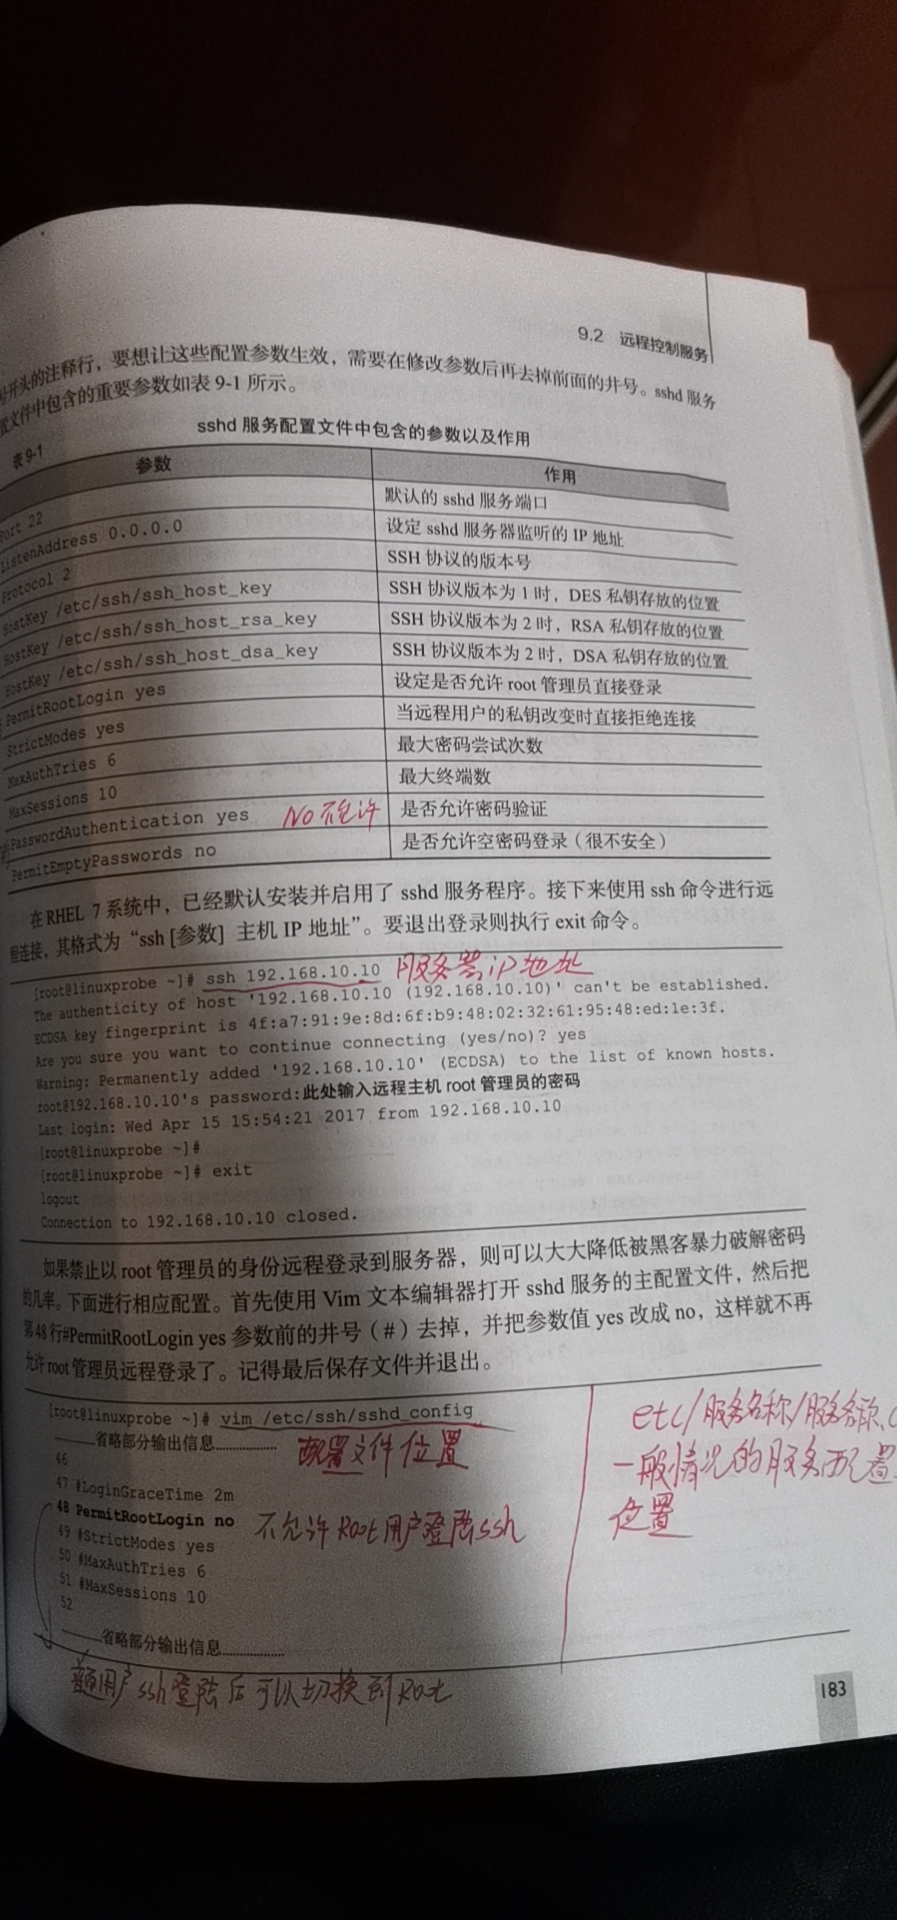 9.2 远程控制服务
号开头的注释行，要想让这些配置参数生效，需要在修改参数后再去掉前面的井号。sshd 服务
置文件中包含的重要参数如表 9-1 所示。
表 9-1 sshd 服务配置文件中包含的参数以及作用
参数 作用
Port 22 默认的 sshd 服务端口
ListenAddress 0.0.0.0 设定 sshd 服务器监听的 IP 地址
Protocol 2 SSH 协议的版本号
HostKey /etc/ssh/ssh_host_key SSH 协议版本为 1 时，DES 私钥存放的位置
HostKey /etc/ssh/ssh_host_rsa_key SSH 协议版本为 2 时，RSA 私钥存放的位置
HostKey /etc/ssh/ssh_host_dsa_key SSH 协议版本为 2 时，DSA 私钥存放的位置
PermitRootLogin yes 设定是否允许 root 管理员直接登录
StrictModes yes 当远程用户的私钥改变时直接拒绝连接
MaxAuthTries 6 最大密码尝试次数
MaxSessions 10 最大终端数
PasswordAuthentication yes NO 不允许 是否允许密码验证
PermitEmptyPasswords no 是否允许空密码登录（很不安全）
在 RHEL 7 系统中，已经默认安装并启用了 sshd 服务程序。接下来使用 ssh 命令进行远
程连接，其格式为“ssh [参数] 主机 IP 地址”。要退出登录则执行 exit 命令。
[root@linuxprobe ~]# ssh 192.168.10.10 服务器ip地址
The authenticity of host '192.168.10.10 (192.168.10.10)' can't be established.
ECDSA key fingerprint is 4f:a7:91:9e:8d:6f:b9:48:02:32:61:95:48:ed:1e:3f.
Are you sure you want to continue connecting (yes/no)? yes
Warning: Permanently added '192.168.10.10' (ECDSA) to the list of known hosts.
root@192.168.10.10's password:此处输入远程主机 root 管理员的密码
Last login: Wed Apr 15 15:54:21 2017 from 192.168.10.10
[root@linuxprobe ~]#
[root@linuxprobe ~]# exit
logout
Connection to 192.168.10.10 closed.
如果禁止以 root 管理员的身份远程登录到服务器，则可以大大降低被黑客暴力破解密码
的几率。下面进行相应配置。首先使用 Vim 文本编辑器打开 sshd 服务的主配置文件，然后把
第 48 行#PermitRootLogin yes 参数前的井号（#）去掉，并把参数值 yes 改成 no，这样就不再
允许 root 管理员远程登录了。记得最后保存文件并退出。
[root@linuxprobe ~]# vim /etc/ssh/sshd_config
………省略部分输出信息………………
配置文件位置
46
47 #LoginGraceTime 2m
48 PermitRootLogin no 不允许Root用户登陆ssh
49 #StrictModes yes
50 #MaxAuthTries 6
51 #MaxSessions 10
52
………省略部分输出信息………………
etc/服务名称/服务名称.
一般情况的服务配置
位置
用户ssh登陆后可以切换到Root
183